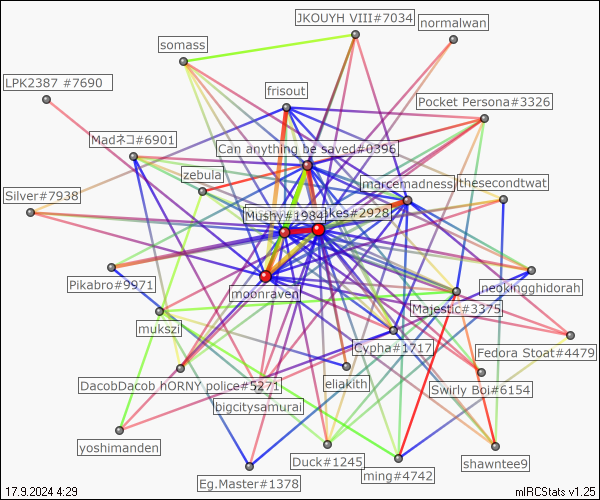 JKOUYH VIII#7034
normalwan
somass
LPK2387 #7690
frisout
Pocket Persona#3326
Madネコ#6901
Can anything be saved#0396
zebula
marcemadness
thesecondtwat
Silver#7938
Mushy#1984
akes#2928
Pikabro#9971
moonraven
neokingghidorah
Majestic#3375
mukszi
Cypha#1717
Fedora Stoat#4479
DacobDacob hORNY police#5271
eliakith
Swirly Boi#6154
bigcitysamurai
yoshimanden
Duck#1245
shawntee9
ming#4742
Eg.Master#1378
17.9.2024 4:29
mIRCStats v1.25